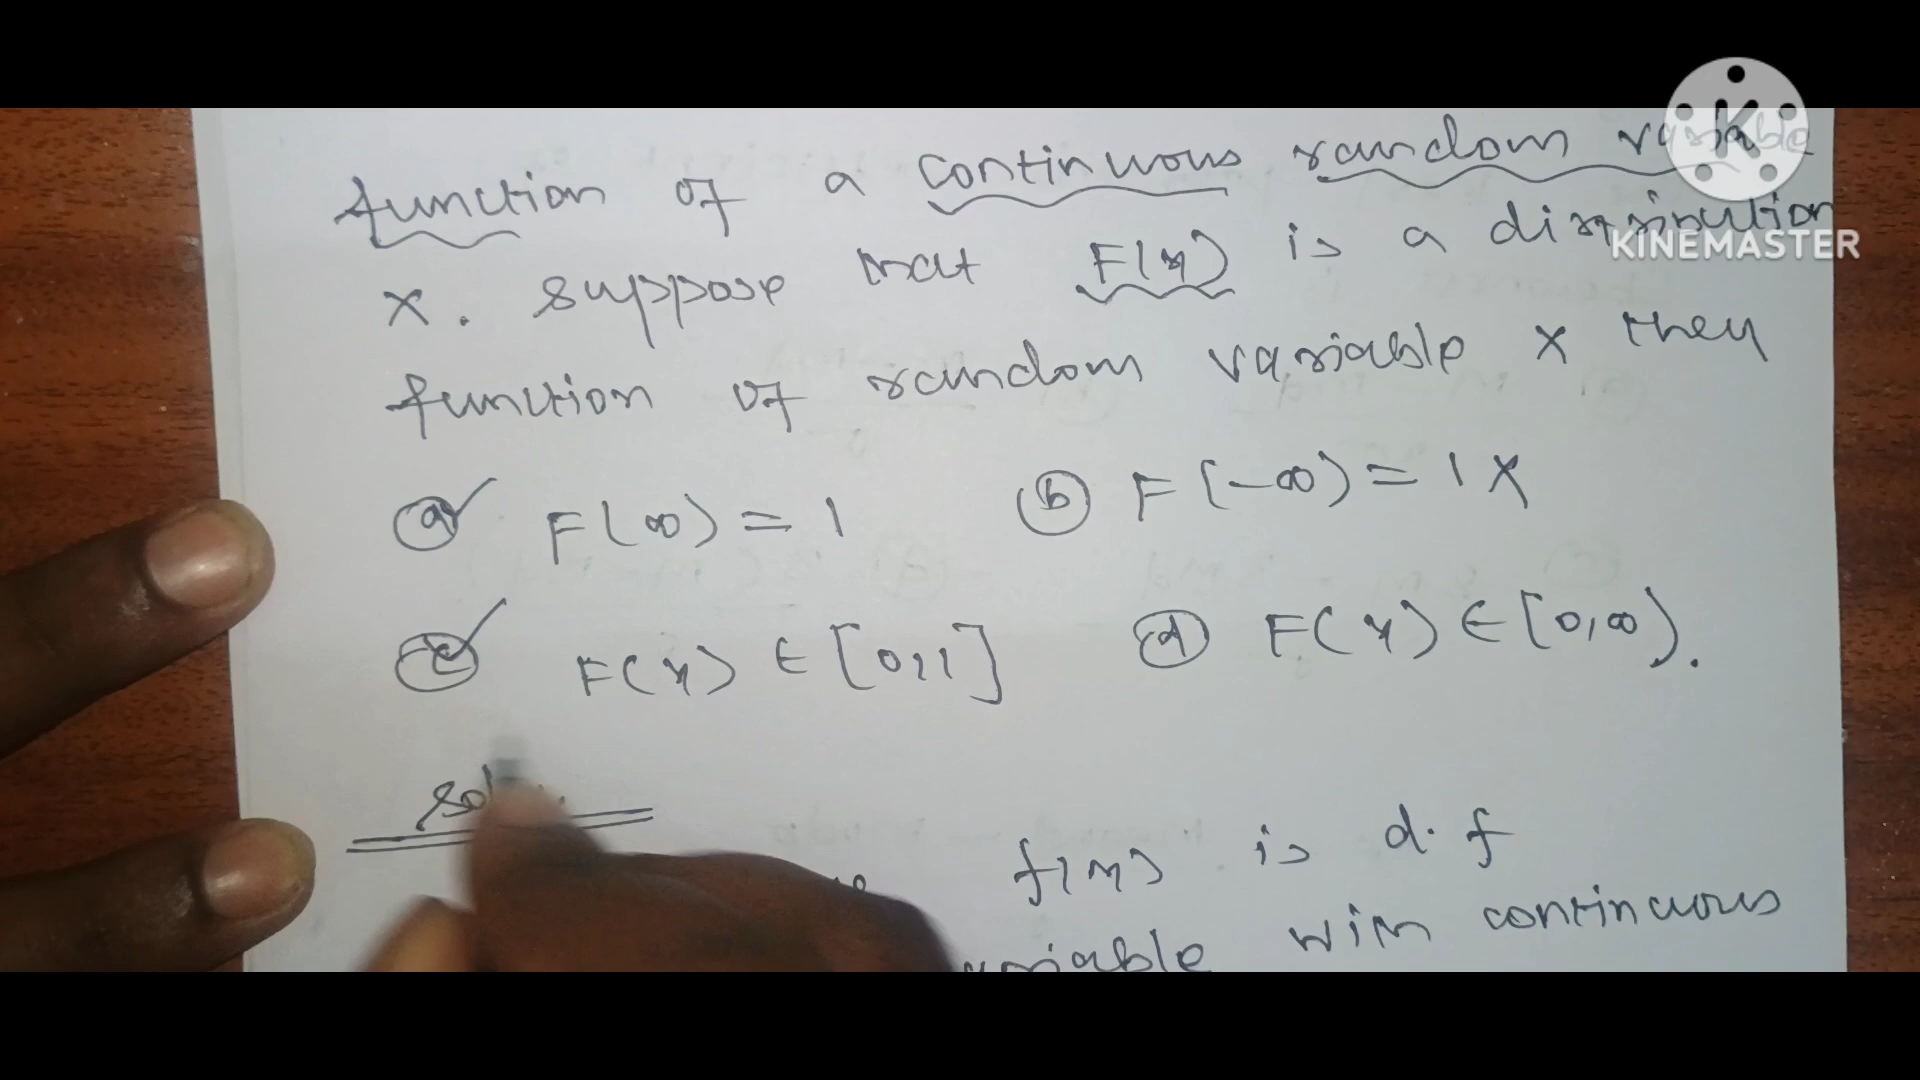 function of a continuous random variable
X. suppose that F(x) is a distribution
function of random variable X then
KINEMASTER
(a) F(∞) = 1 (b) F(-∞) = 1 X
(c) F(x) ∈ [0,1] (d) F(x) ∈ [0,∞).
f(x) is d.f
variable with continuous